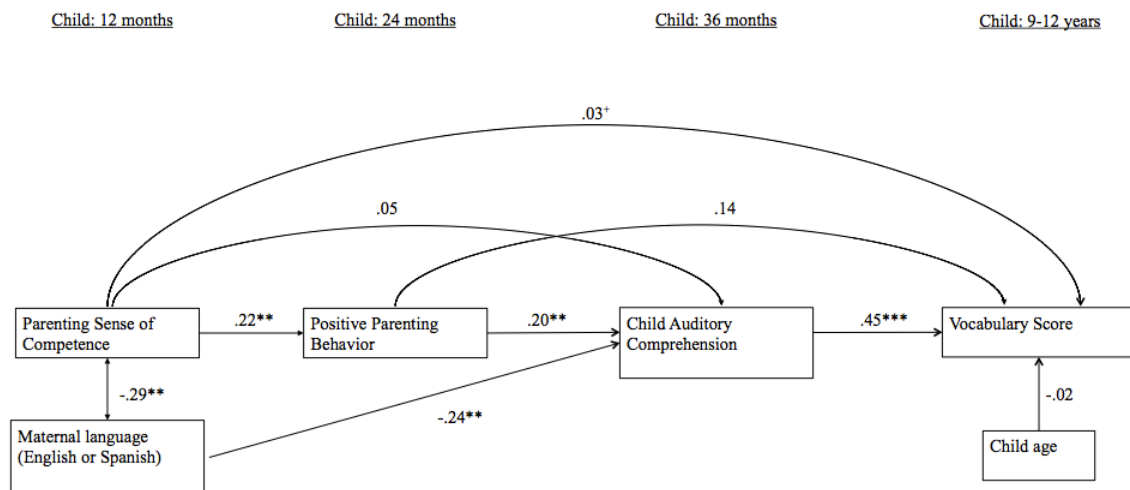 Child: 12 months
Child: 24 months
Child: 36 months
Child: 9-12 years
.03⁺
.05
.14
Parenting Sense of
Competence
.22**
Positive Parenting
Behavior
.20**
Child Auditory
Comprehension
.45***
Vocabulary Score
-.29**
-.24**
-.02
Maternal language
(English or Spanish)
Child age